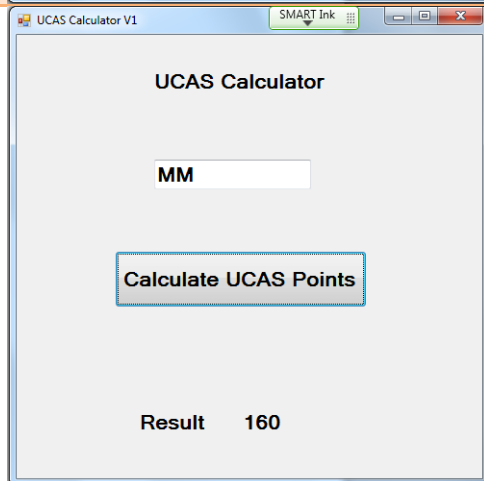 UCAS Calculator V1
SMART Ink
UCAS Calculator
MM
Calculate UCAS Points
Result 160